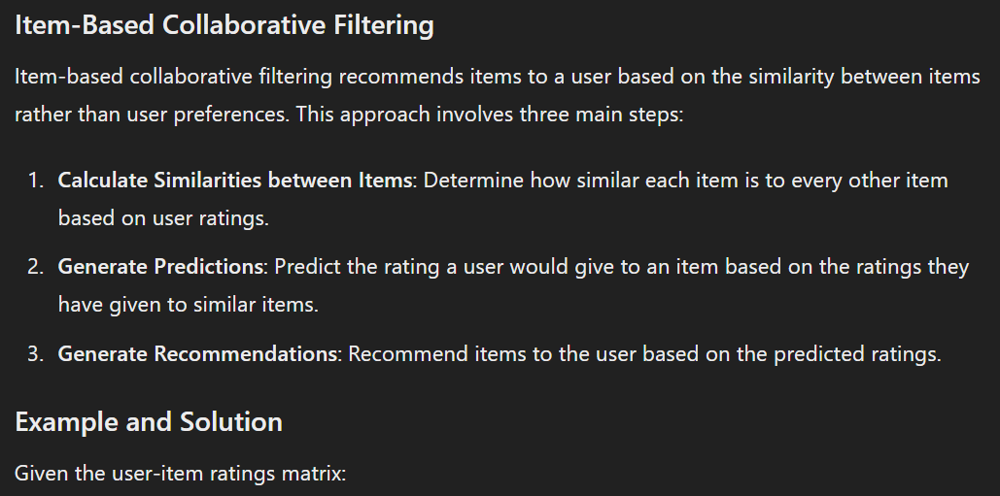 Item-Based Collaborative Filtering
Item-based collaborative filtering recommends items to a user based on the similarity between items
rather than user preferences. This approach involves three main steps:
1. Calculate Similarities between Items: Determine how similar each item is to every other item
based on user ratings.
2. Generate Predictions: Predict the rating a user would give to an item based on the ratings they
have given to similar items.
3. Generate Recommendations: Recommend items to the user based on the predicted ratings.
Example and Solution
Given the user-item ratings matrix: